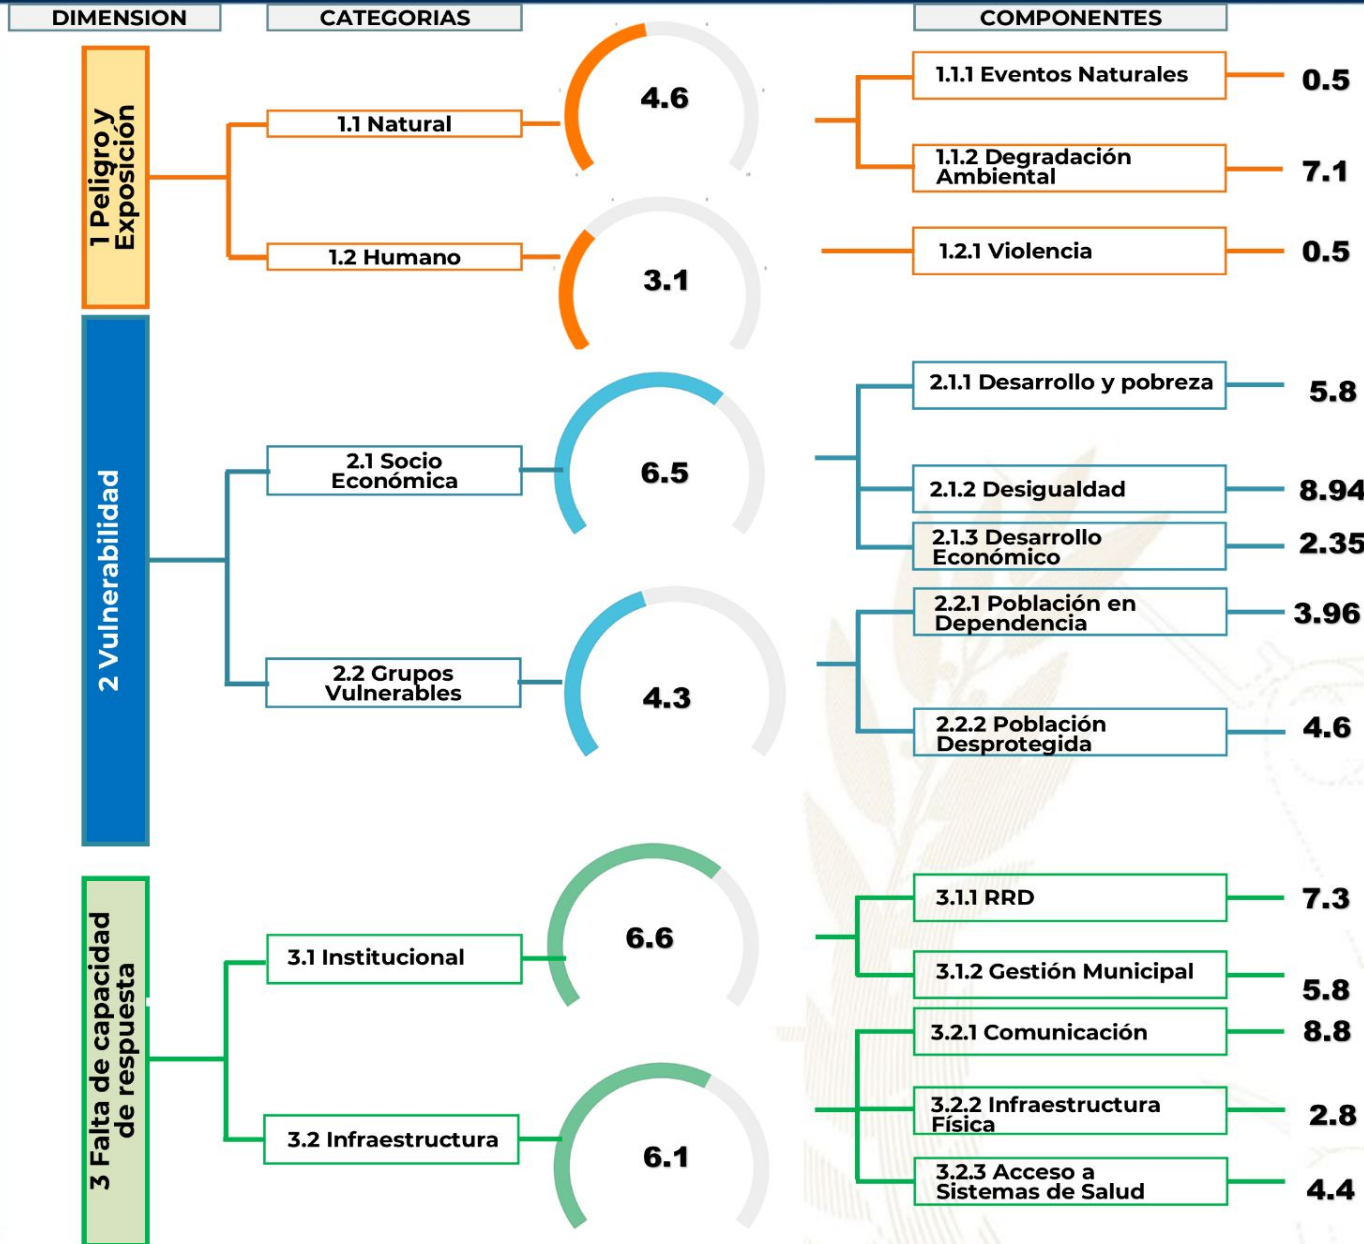 DIMENSION
CATEGORIAS
COMPONENTES
1 Peligro y
Exposición
1.1 Natural
4.6
1.1.1 Eventos Naturales
0.5
1.1.2 Degradación
Ambiental
7.1
1.2 Humano
3.1
1.2.1 Violencia
0.5
2 Vulnerabilidad
2.1 Socio
Económica
6.5
2.1.1 Desarrollo y pobreza
5.8
2.1.2 Desigualdad
8.94
2.1.3 Desarrollo
Económico
2.35
2.2 Grupos
Vulnerables
4.3
2.2.1 Población en
Dependencia
3.96
2.2.2 Población
Desprotegida
4.6
3 Falta de capacidad
de respuesta
3.1 Institucional
6.6
3.1.1 RRD
7.3
3.1.2 Gestión Municipal
5.8
3.2 Infraestructura
6.1
3.2.1 Comunicación
8.8
3.2.2 Infraestructura
Física
2.8
3.2.3 Acceso a
Sistemas de Salud
4.4